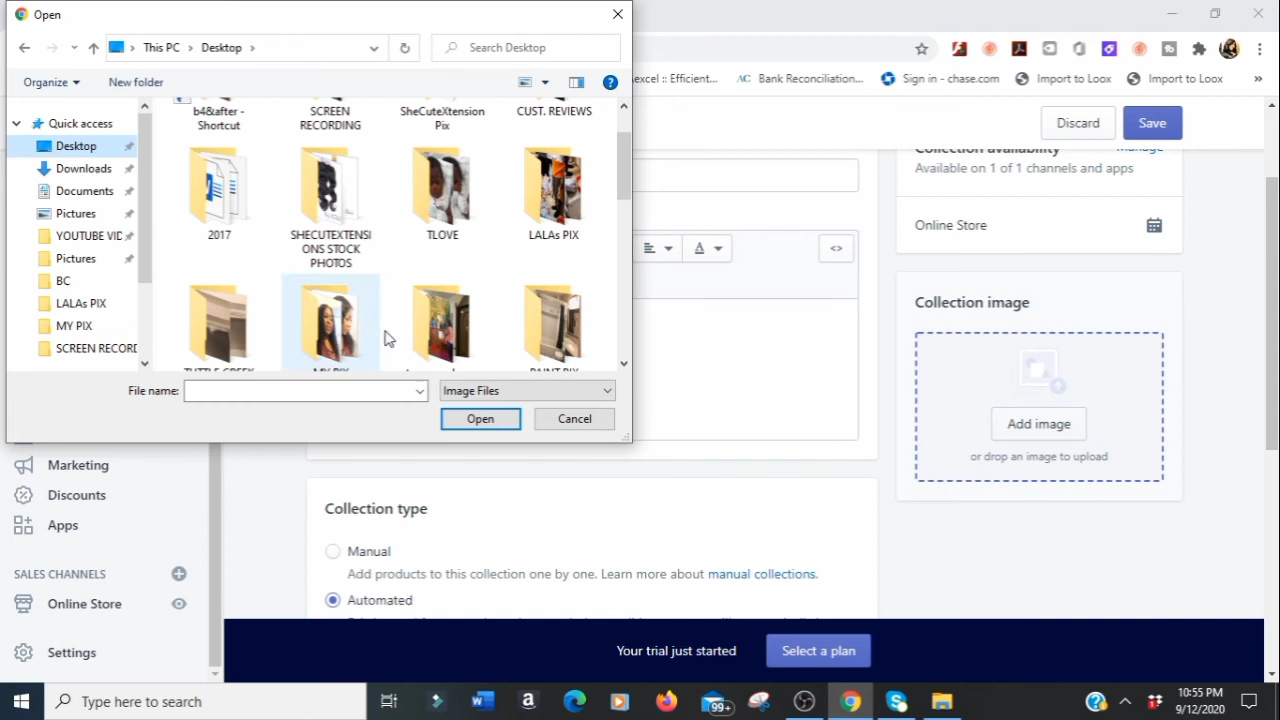 Open
This PC
Desktop
Search Desktop
Organize
New folder
Quick access
Desktop
Downloads
Documents
Pictures
YOUTUBE VID
Pictures
BC
LALAs PIX
MY PIX
SCREEN RECORD
b4&after -
Shortcut
SCREEN
RECORDING
SheCuteXtension
Pix
CUST. REVIEWS
2017
SHECUTEXTENSI
ONS STOCK
PHOTOS
TLOVE
LALAs PIX
File name:
Image Files
Open
Cancel
excel : Efficient...
AC Bank Reconciliation...
Sign in - chase.com
Import to Loox
Import to Loox
»
Discard
Save
Collection availability
Manage
Available on 1 of 1 channels and apps
Online Store
A
<>
Collection image
Add image
or drop an image to upload
Marketing
Discounts
Apps
SALES CHANNELS
Online Store
Settings
Collection type
Manual
Add products to this collection one by one. Learn more about manual collections.
Automated
Your trial just started
Select a plan
Type here to search
99+
10:55 PM
9/12/2020